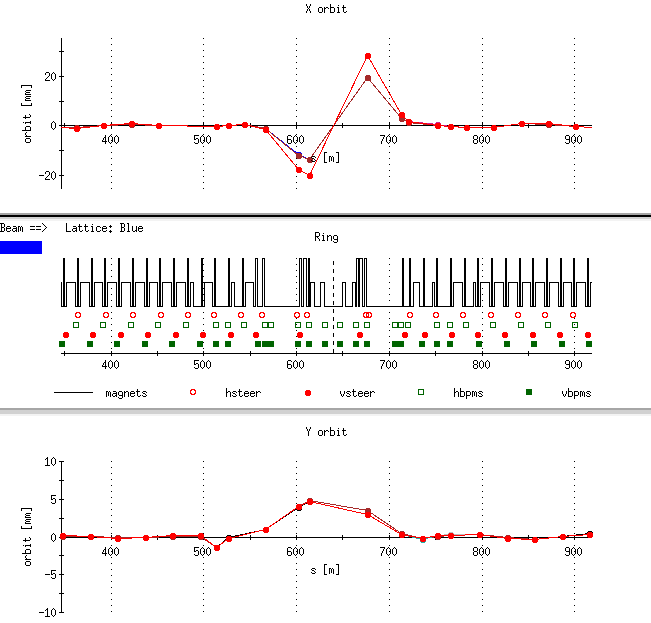 X orbit
20
0
-20
orbit [mm]
400
500
600
700
800
900
s [m]
Beam ==>
Lattice: Blue
Ring
400
500
600
700
800
900
magnets
hsteer
vsteer
hbpms
vbpms
Y orbit
10
5
0
-5
-10
orbit [mm]
400
500
600
700
800
900
s [m]